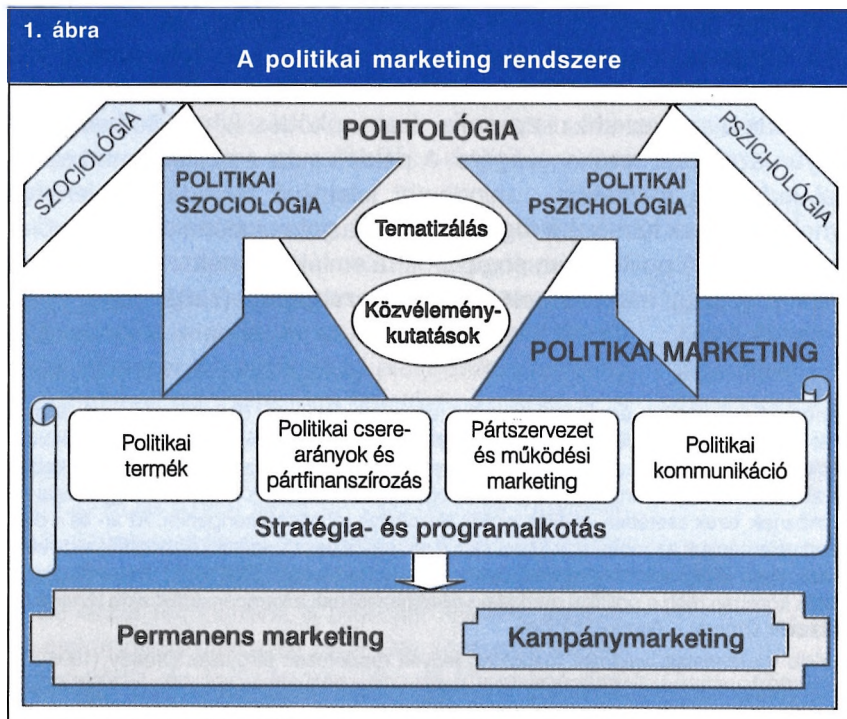 1. ábra
A politikai marketing rendszere
SZOCIOLÓGIA
POLITOLÓGIA
PSZICHOLÓGIA
POLITIKAI
SZOCIOLÓGIA
POLITIKAI
PSZICHOLÓGIA
Tematizálás
Közvélemény-
kutatások
POLITIKAI MARKETING
Politikai
termék
Politikai csere-
arányok és
pártfinanszírozás
Pártszervezet
és működési
marketing
Politikai
kommunikáció
Stratégia- és programalkotás
Permanens marketing
Kampánymarketing